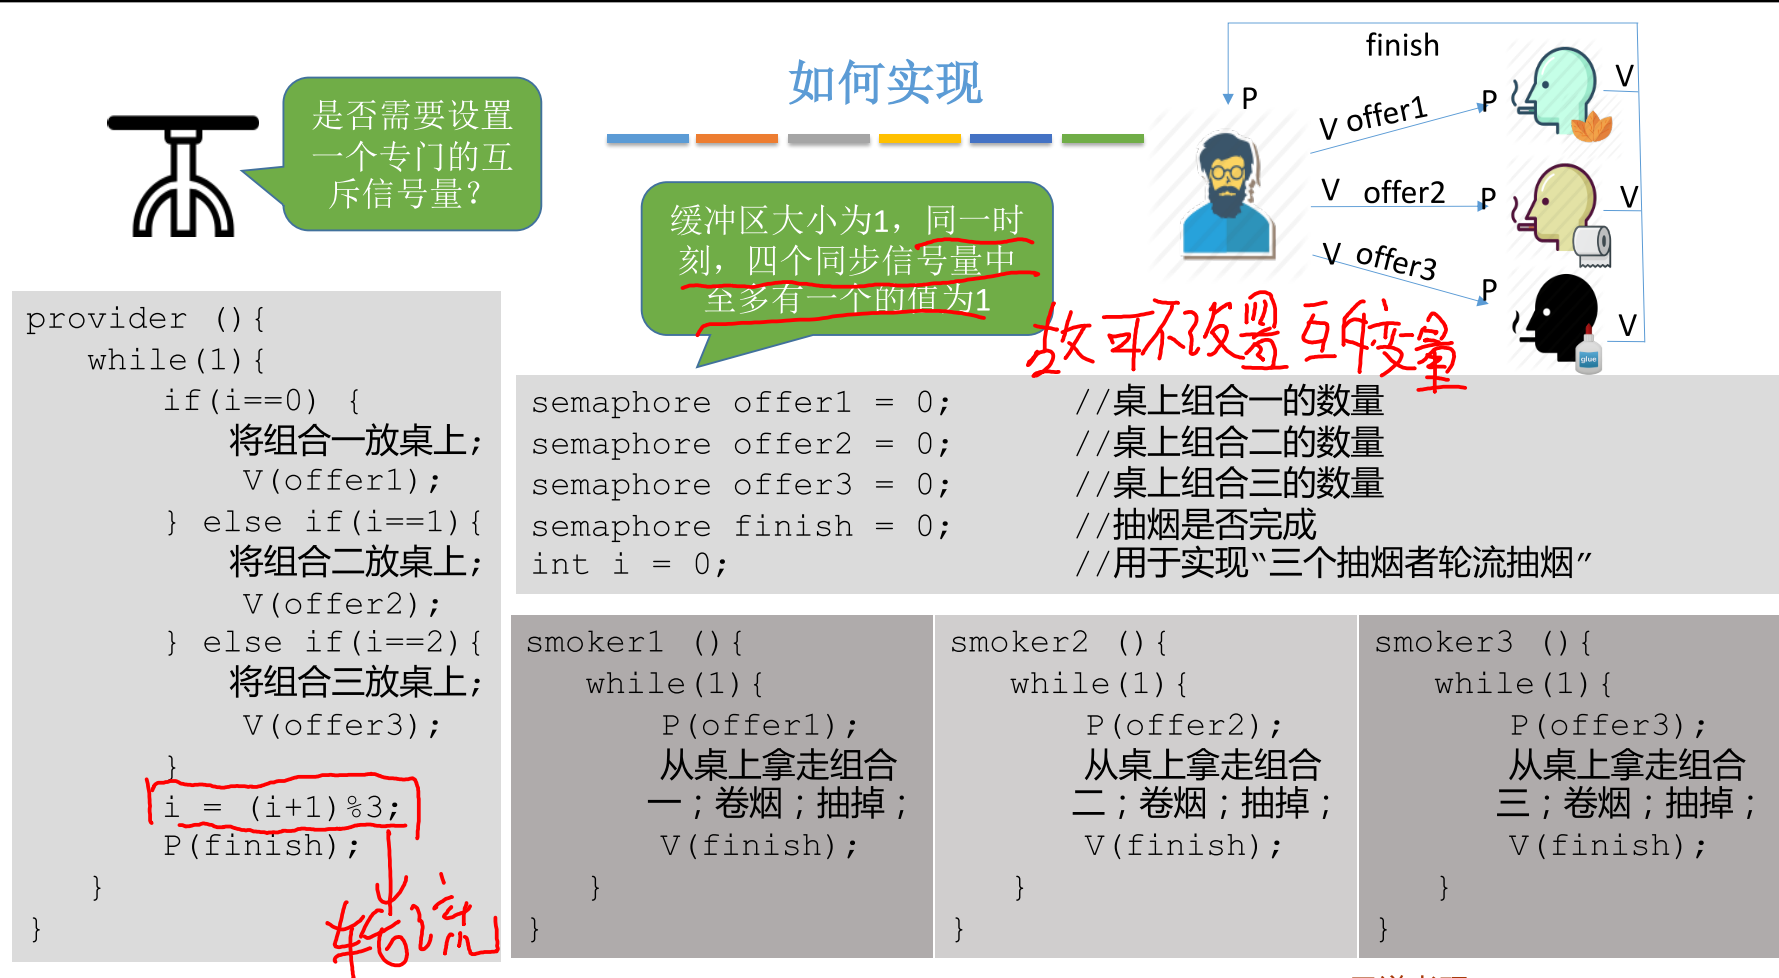 如何实现
是否需要设置
一个专门的互
斥信号量?
缓冲区大小为1,同一时
刻,四个同步信号量中
至多有一个的值为1
finish
P
V offer1 P
V
V offer2 P
V
V offer3
P
V
glue
故可不设置互斥变量
provider (){
while(1){
if(i==0) {
将组合一放桌上;
V(offer1);
} else if(i==1){
将组合二放桌上;
V(offer2);
} else if(i==2){
将组合三放桌上;
V(offer3);
}
i = (i+1)%3;
P(finish);
}
}
轮流
semaphore offer1 = 0; //桌上组合一的数量
semaphore offer2 = 0; //桌上组合二的数量
semaphore offer3 = 0; //桌上组合三的数量
semaphore finish = 0; //抽烟是否完成
int i = 0; //用于实现“三个抽烟者轮流抽烟”
smoker1 (){
while(1){
P(offer1);
从桌上拿走组合
一;卷烟;抽掉;
V(finish);
}
}
smoker2 (){
while(1){
P(offer2);
从桌上拿走组合
二;卷烟;抽掉;
V(finish);
}
}
smoker3 (){
while(1){
P(offer3);
从桌上拿走组合
三;卷烟;抽掉;
V(finish);
}
}